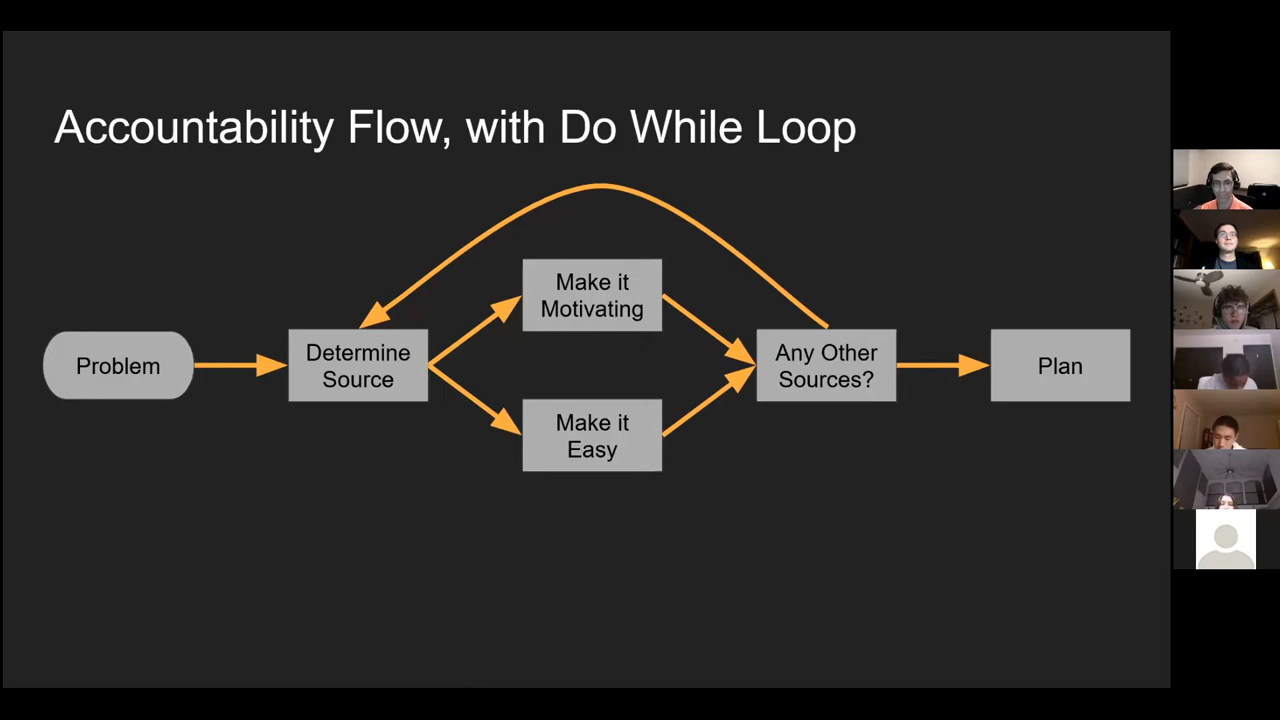 Accountability Flow, with Do While Loop
Problem
Determine
Source
Make it
Motivating
Make it
Easy
Any Other
Sources?
Plan